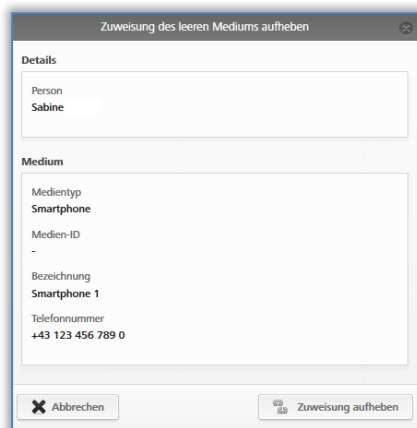 Zuweisung des leeren Mediums aufheben
Details
Person
Sabine
Medium
Medientyp
Smartphone
Medien-ID
-
Bezeichnung
Smartphone 1
Telefonnummer
+43 123 456 789 0
Abbrechen
Zuweisung aufheben